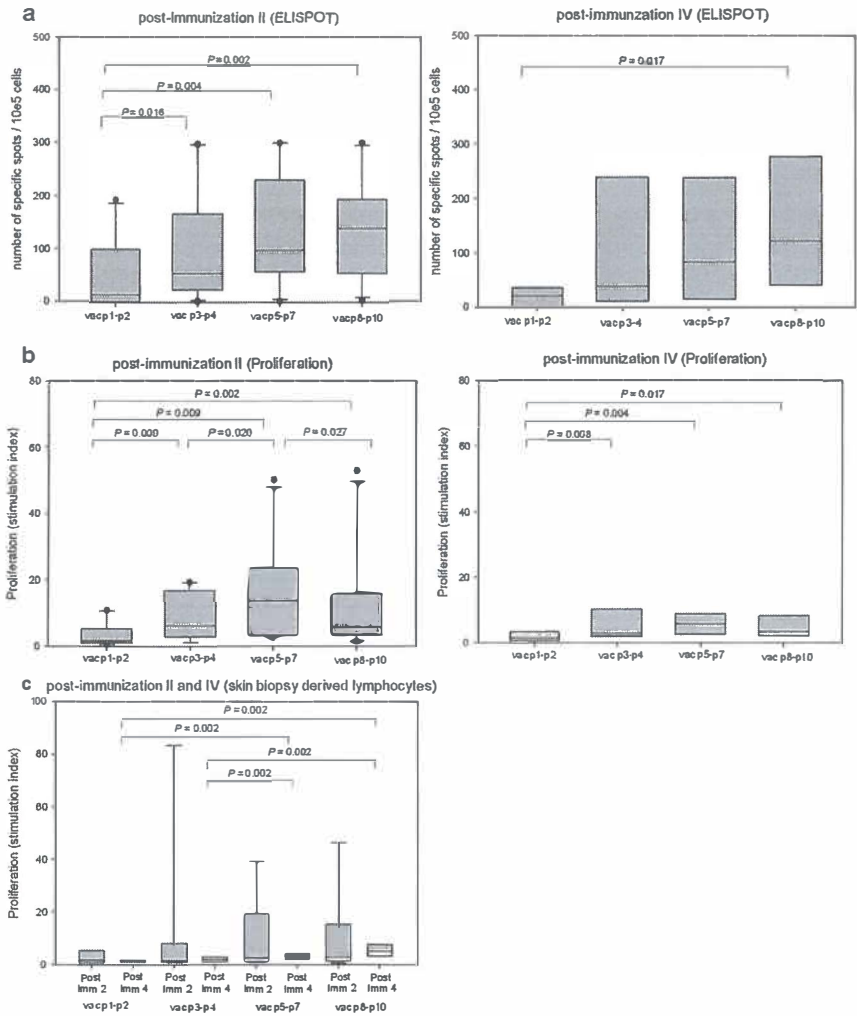 a
post-Immunization II (ELISPOT)
number of specific spots / 10e5 cells
500
400
300
200
100
0
P = 0.002
P = 0.004
P = 0.016
vacp1-p2
vac p3-p4
vacp5-p7
vacp8-p10
post-immunzation IV (ELISPOT)
number of specific spots / 10e5 cells
500
400
300
200
100
0
P = 0.017
vac p1-p2
vacp3-4
vacp5-p7
vacp8-p10
b
post-immunization II (Proliferation)
Proliferation (stimulation index)
80
60
40
20
0
P = 0.002
P = 0.009
P = 0.000
P = 0.020
P = 0.027
vacp1-p2
vacp3-p4
vacp5-p7
vacp8-p10
post-immunization IV (Proliferation)
Proliferation (stimulation index)
80
60
40
20
0
P = 0.017
P = 0.004
P = 0.008
vacp1-p2
vacp3-p4
vacp5-p7
vacp8-p10
c
post-immunization II and IV (skin biopsy derived lymphocytes)
Proliferation (stimulation index)
100
80
60
40
20
0
P = 0.002
P = 0.002
P = 0.002
P = 0.002
Post Imm 2
Post Imm 4
Post Imm 2
Post Imm 4
Post Imm 2
Post Imm 4
Post Imm 2
Post Imm 4
vacp1-p2
vacp3-p4
vacp5-p7
vacp8-p10